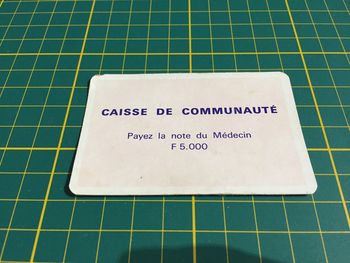 CAISSE DE COMMUNAUTÉ
Payez la note du Médecin
F 5.000